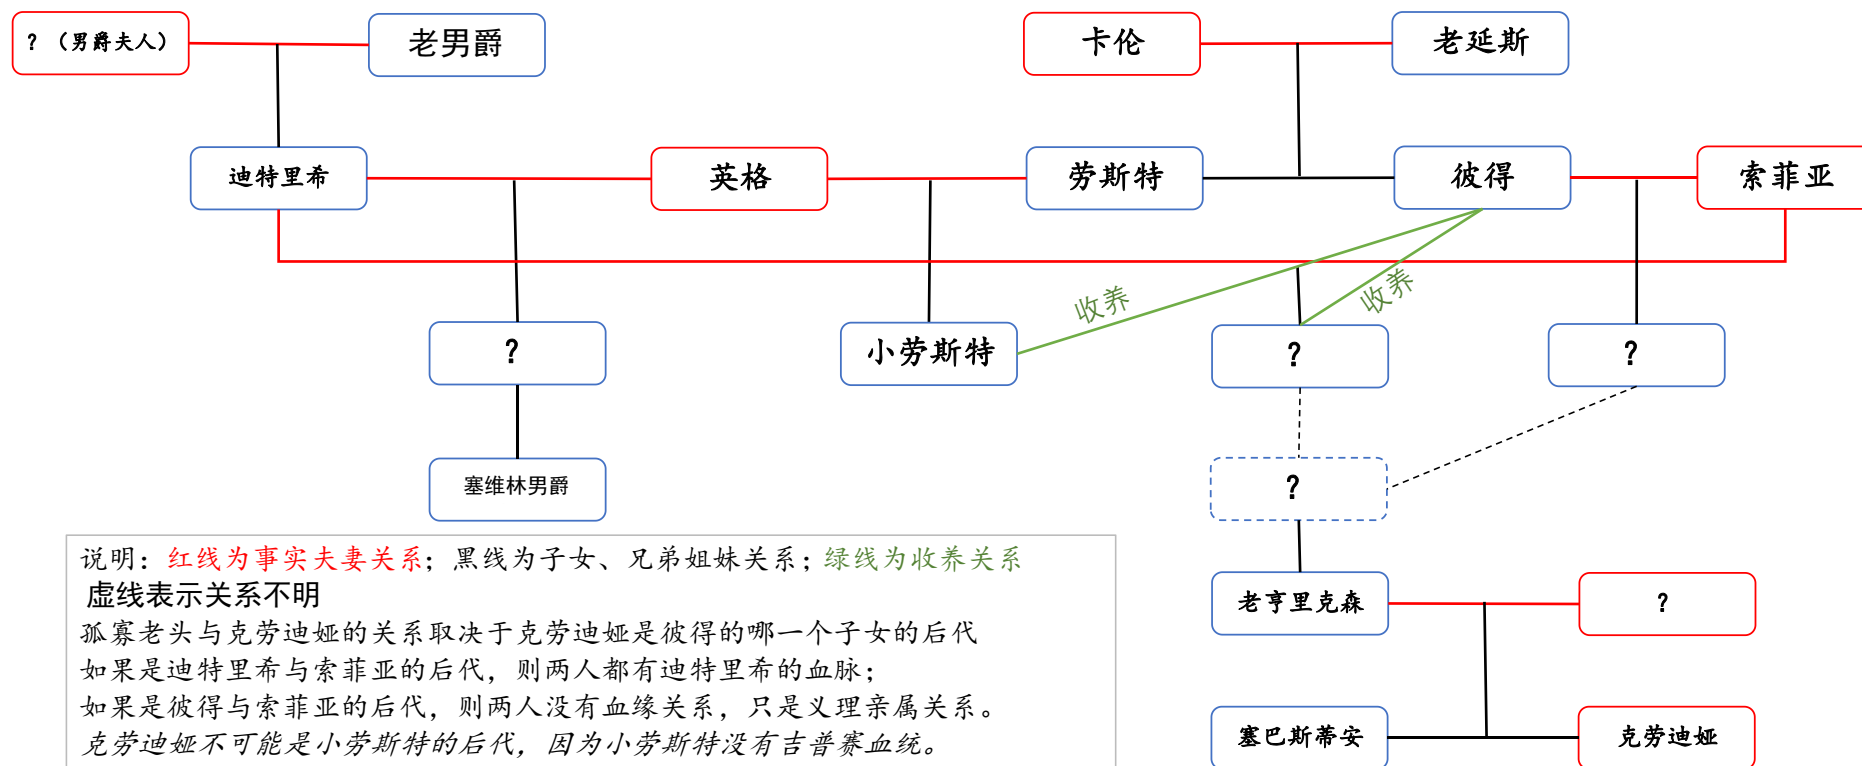 ？（男爵夫人）
老男爵
卡伦
老延斯
迪特里希
英格
劳斯特
彼得
索菲亚
收养
收养
？
小劳斯特
？
？
塞维林男爵
？
说明：红线为事实夫妻关系；黑线为子女、兄弟姐妹关系；绿线为收养关系
虚线表示关系不明
孤寡老头与克劳迪娅的关系取决于克劳迪娅是彼得的哪一个子女的后代
如果是迪特里希与索菲亚的后代，则两人都有迪特里希的血脉；
如果是彼得与索菲亚的后代，则两人没有血缘关系，只是义理亲属关系。
克劳迪娅不可能是小劳斯特的后代，因为小劳斯特没有吉普赛血统。
老亨里克森
？
塞巴斯蒂安
克劳迪娅